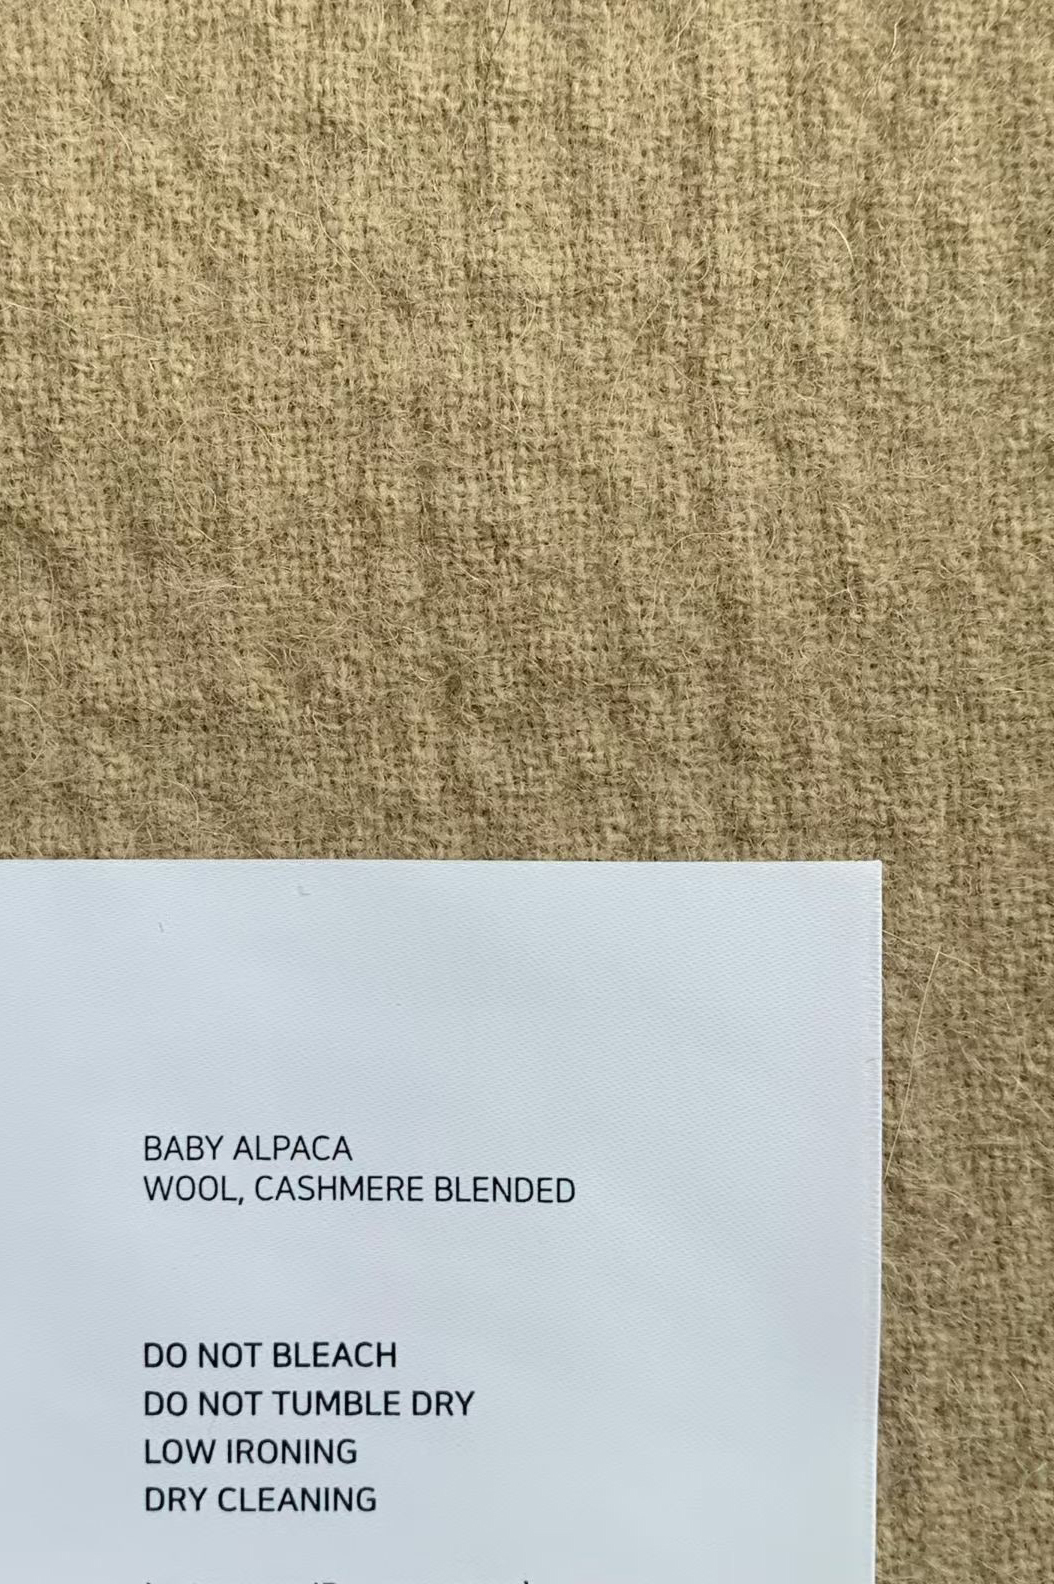 BABY ALPACA
WOOL, CASHMERE BLENDED
DO NOT BLEACH
DO NOT TUMBLE DRY
LOW IRONING
DRY CLEANING